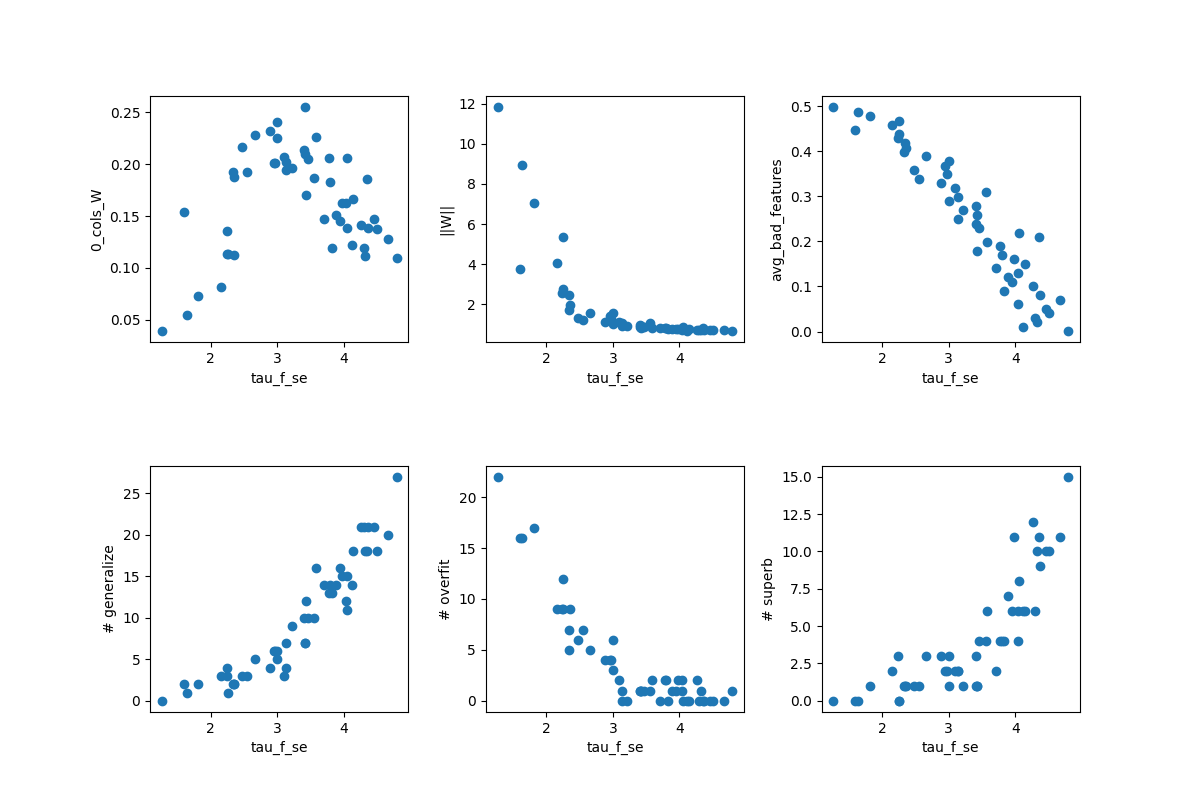 0.25
0.20
0.15
0.10
0.05
0_cols_W
2 3 4
tau_f_se
12
10
8
6
4
2
||W||
2 3 4
tau_f_se
0.5
0.4
0.3
0.2
0.1
0.0
avg_bad_features
2 3 4
tau_f_se
25
20
15
10
5
0
# generalize
2 3 4
tau_f_se
20
15
10
5
0
# overfit
2 3 4
tau_f_se
15.0
12.5
10.0
7.5
5.0
2.5
0.0
# superb
2 3 4
tau_f_se